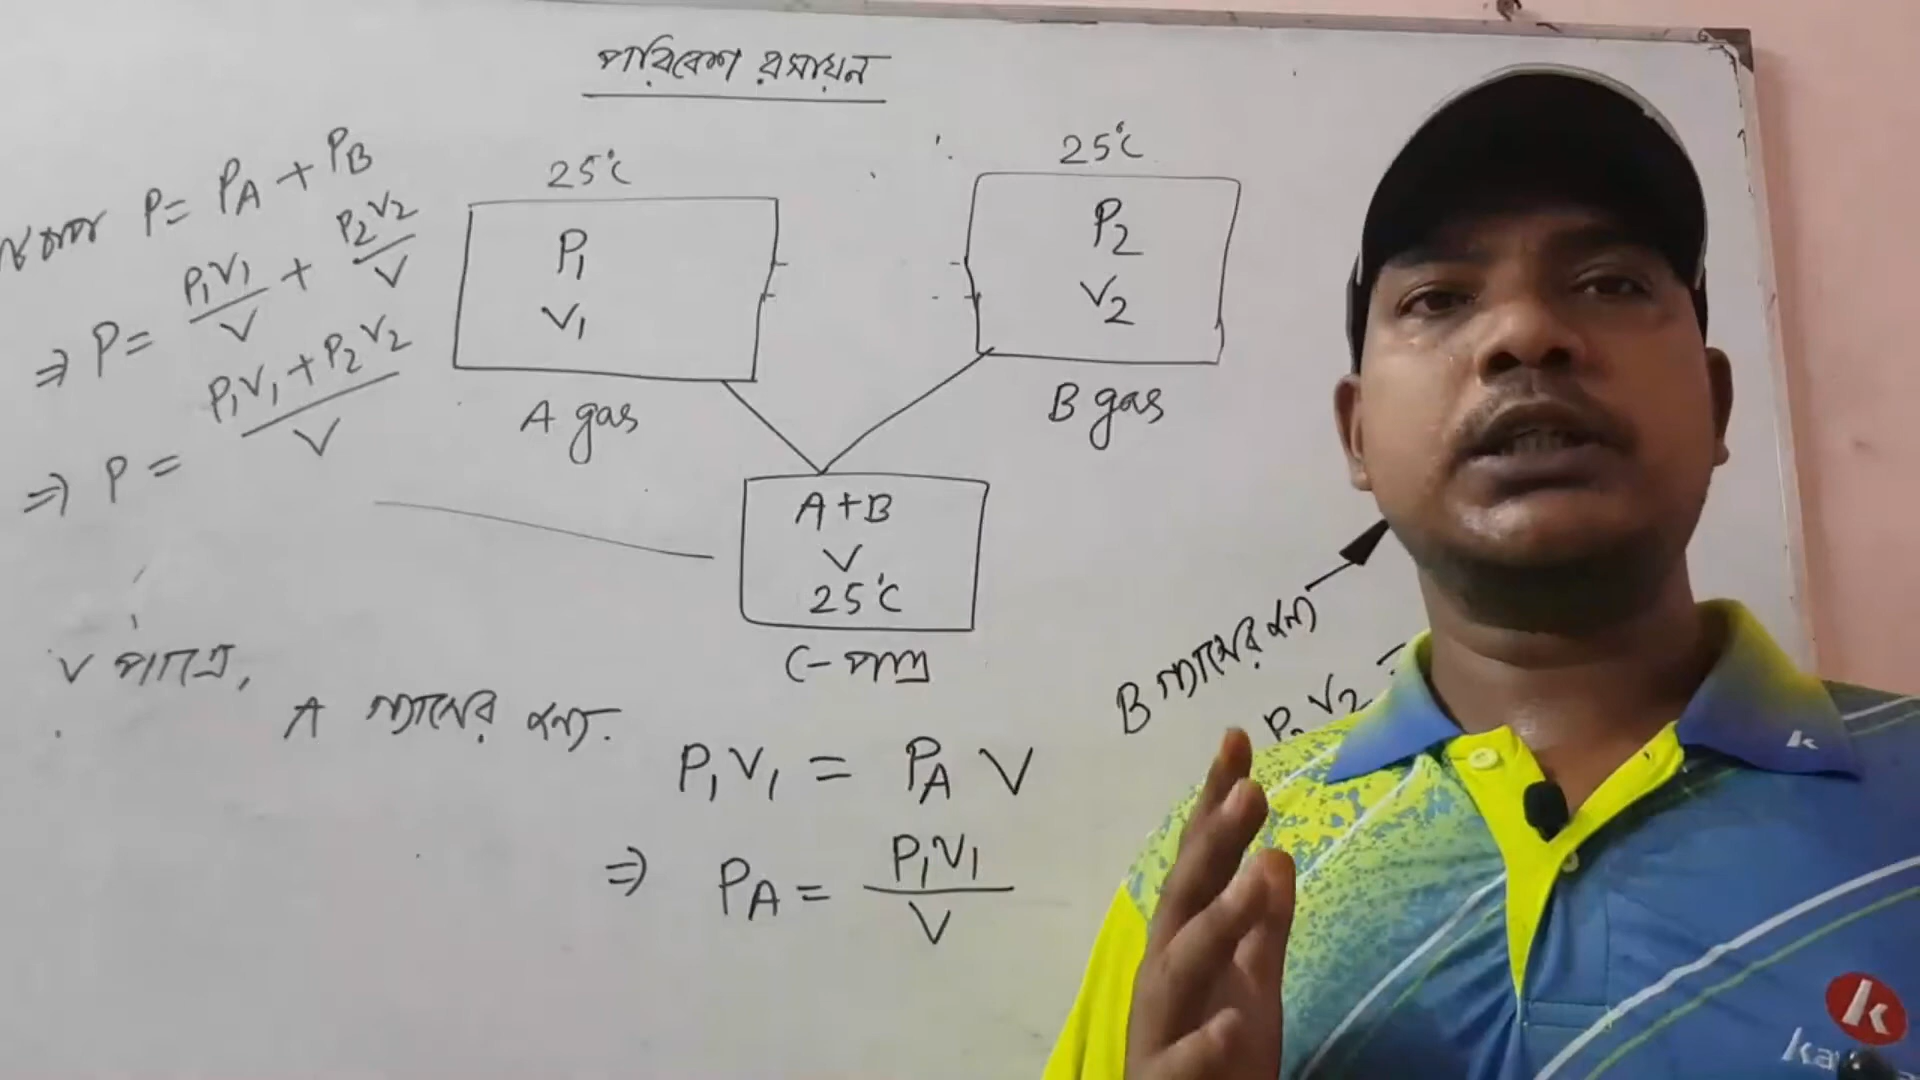 পরিবেশ রসায়ন
P = PA + PB
⇒ P = P1V1/V + P2V2/V
⇒ P = P1V1 + P2V2/V
25°C
P1
V1
A gas
25°C
P2
V2
B gas
A+B
V
25°C
C-পাত্র
V পাত্রে,
A গ্যাসের জন্য.
P1V1 = PA V
⇒ PA = P1V1/V
B গ্যাসের জন্য
P2V2 =
k
k